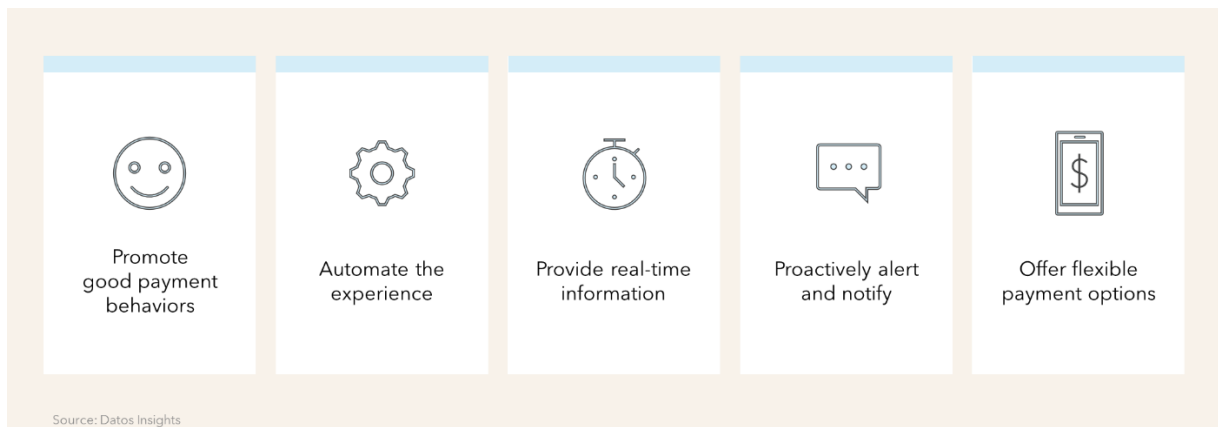 Promote
good payment
behaviors
Automate the
experience
Provide real-time
information
Proactively alert
and notify
Offer flexible
payment options
$
Source: Datos Insights